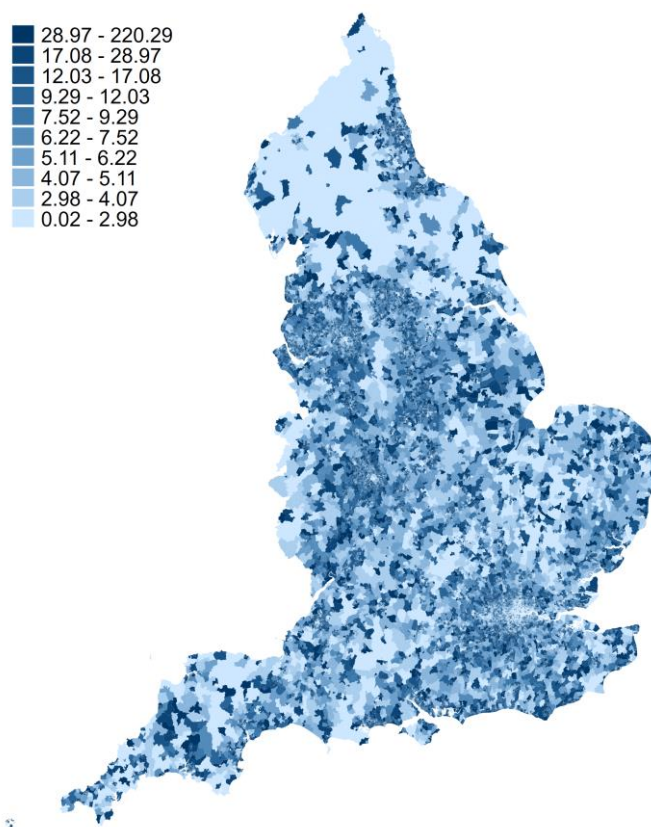 28.97 - 220.29
17.08 - 28.97
12.03 - 17.08
9.29 - 12.03
7.52 - 9.29
6.22 - 7.52
5.11 - 6.22
4.07 - 5.11
2.98 - 4.07
0.02 - 2.98